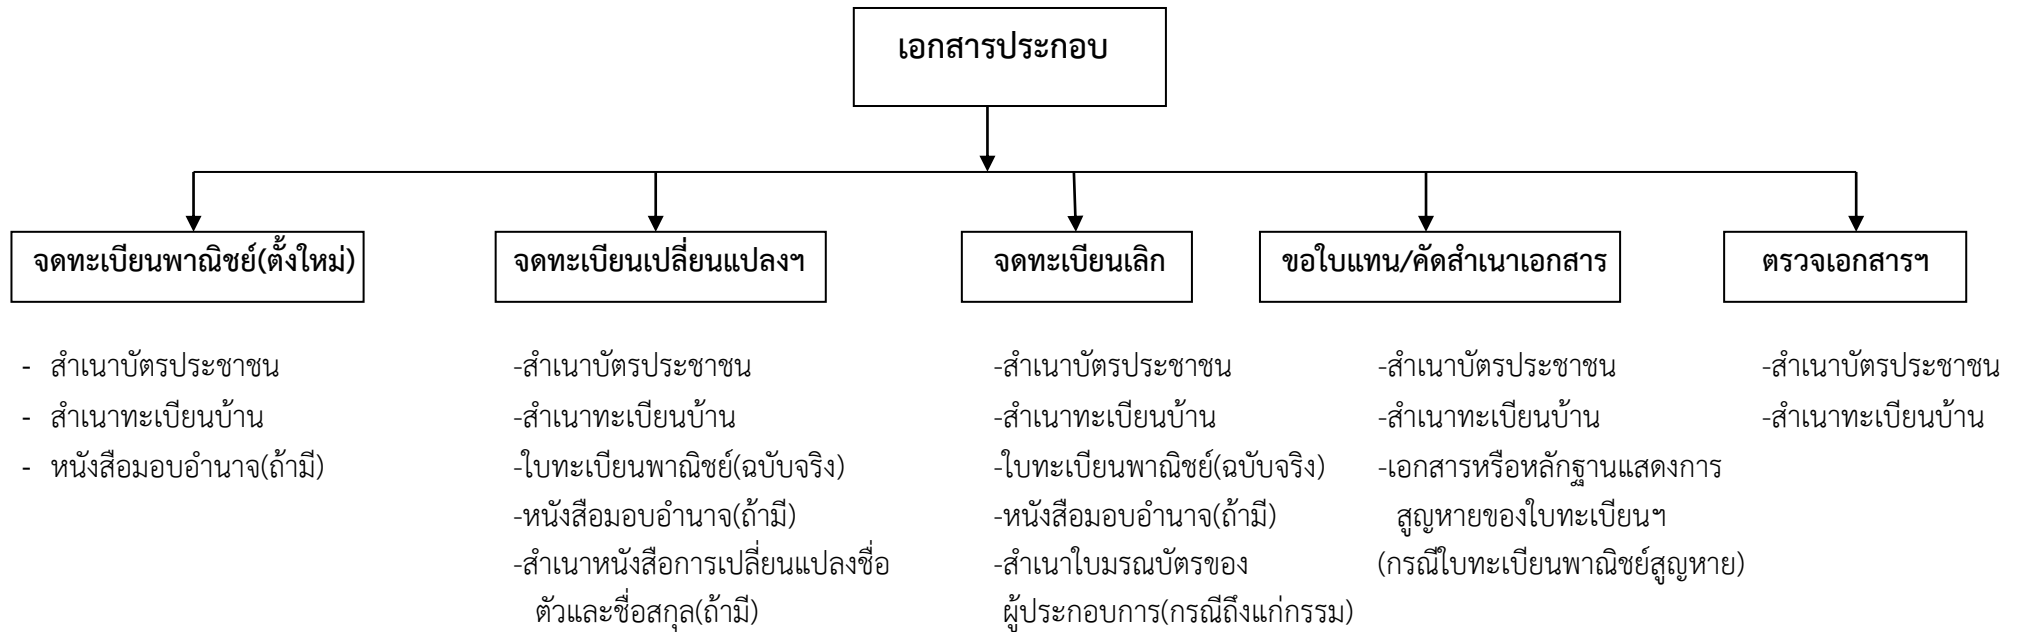 เอกสารประกอบ
จดทะเบียนพาณิชย์(ตั้งใหม่)
- สำเนาบัตรประชาชน
- สำเนาทะเบียนบ้าน
- หนังสือมอบอำนาจ(ถ้ามี)
จดทะเบียนเปลี่ยนแปลงฯ
-สำเนาบัตรประชาชน
-สำเนาทะเบียนบ้าน
-ใบทะเบียนพาณิชย์(ฉบับจริง)
-หนังสือมอบอำนาจ(ถ้ามี)
-สำเนาหนังสือการเปลี่ยนแปลงชื่อ
ตัวและชื่อสกุล(ถ้ามี)
จดทะเบียนเลิก
-สำเนาบัตรประชาชน
-สำเนาทะเบียนบ้าน
-ใบทะเบียนพาณิชย์(ฉบับจริง)
-หนังสือมอบอำนาจ(ถ้ามี)
-สำเนาใบมรณบัตรของ
ผู้ประกอบการ(กรณีถึงแก่กรรม)
ขอใบแทน/คัดสำเนาเอกสาร
-สำเนาบัตรประชาชน
-สำเนาทะเบียนบ้าน
-เอกสารหรือหลักฐานแสดงการ
สูญหายของใบทะเบียนฯ
(กรณีใบทะเบียนพาณิชย์สูญหาย)
ตรวจเอกสารฯ
-สำเนาบัตรประชาชน
-สำเนาทะเบียนบ้าน